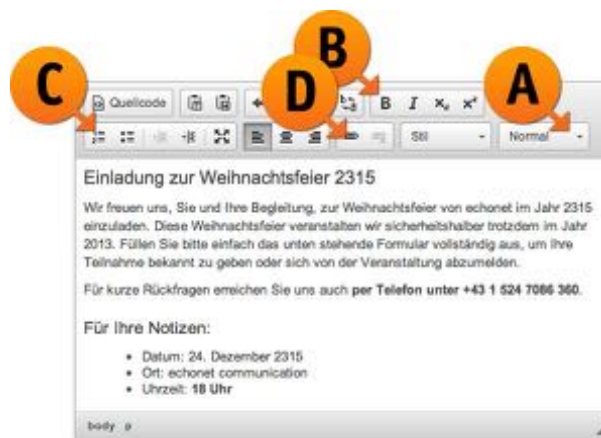 B
C
D
A
Quellcode
B I x₂ x²
Stil
Normal
Einladung zur Weihnachtsfeier 2315
Wir freuen uns, Sie und Ihre Begleitung, zur Weihnachtsfeier von echonet im Jahr 2315
einzuladen. Diese Weihnachtsfeier veranstalten wir sicherheitshalber trotzdem im Jahr
2013. Füllen Sie bitte einfach das unten stehende Formular vollständig aus, um Ihre
Teilnahme bekannt zu geben oder sich von der Veranstaltung abzumelden.
Für kurze Rückfragen erreichen Sie uns auch per Telefon unter +43 1 524 7086 360.
Für Ihre Notizen:
• Datum: 24. Dezember 2315
• Ort: echonet communication
• Uhrzeit: 18 Uhr
body p